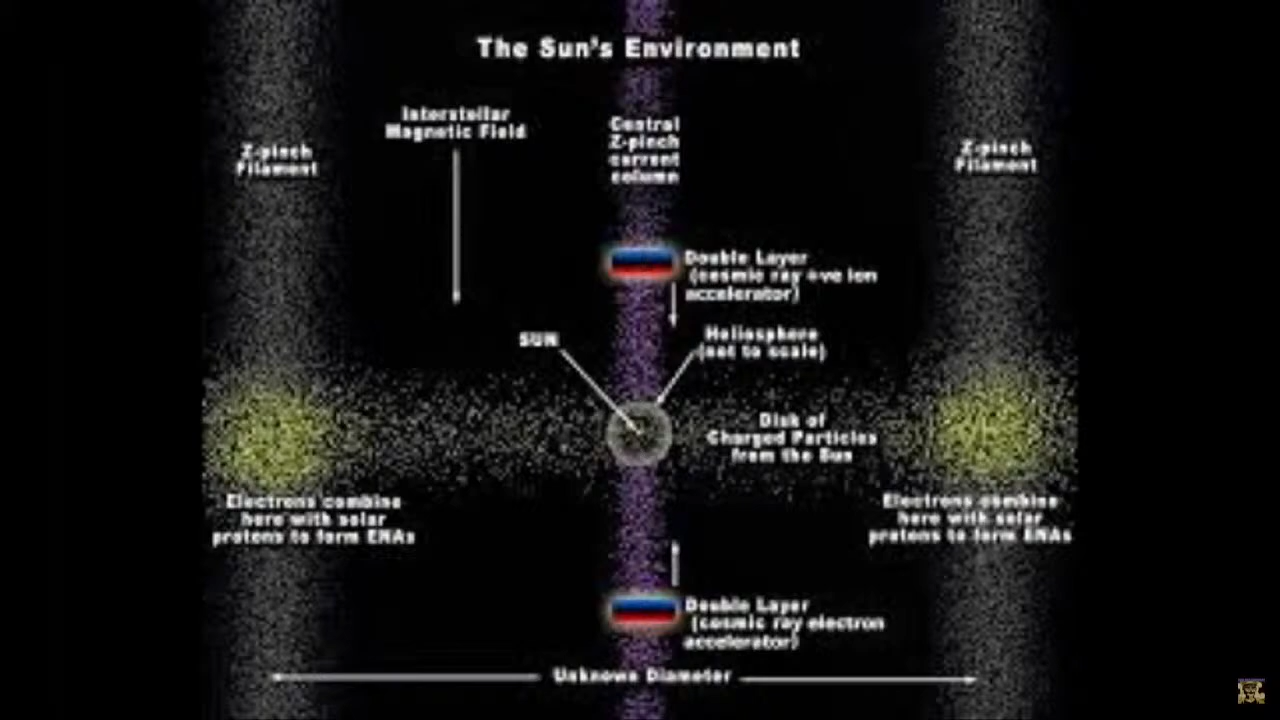 The Sun's Environment
Interstellar
Magnetic Field
Central
Z-pinch
current
column
Z-pinch
Filament
Z-pinch
Filament
Double Layer
(cosmic ray +ve ion
accelerator)
SUN
Heliosphere
(not to scale)
Disk of
Charged Particles
from the Sun
Electrons combine
here with solar
protons to form ENAs
Electrons combine
here with solar
protons to form ENAs
Double Layer
(cosmic ray electron
accelerator)
Unknown Diameter